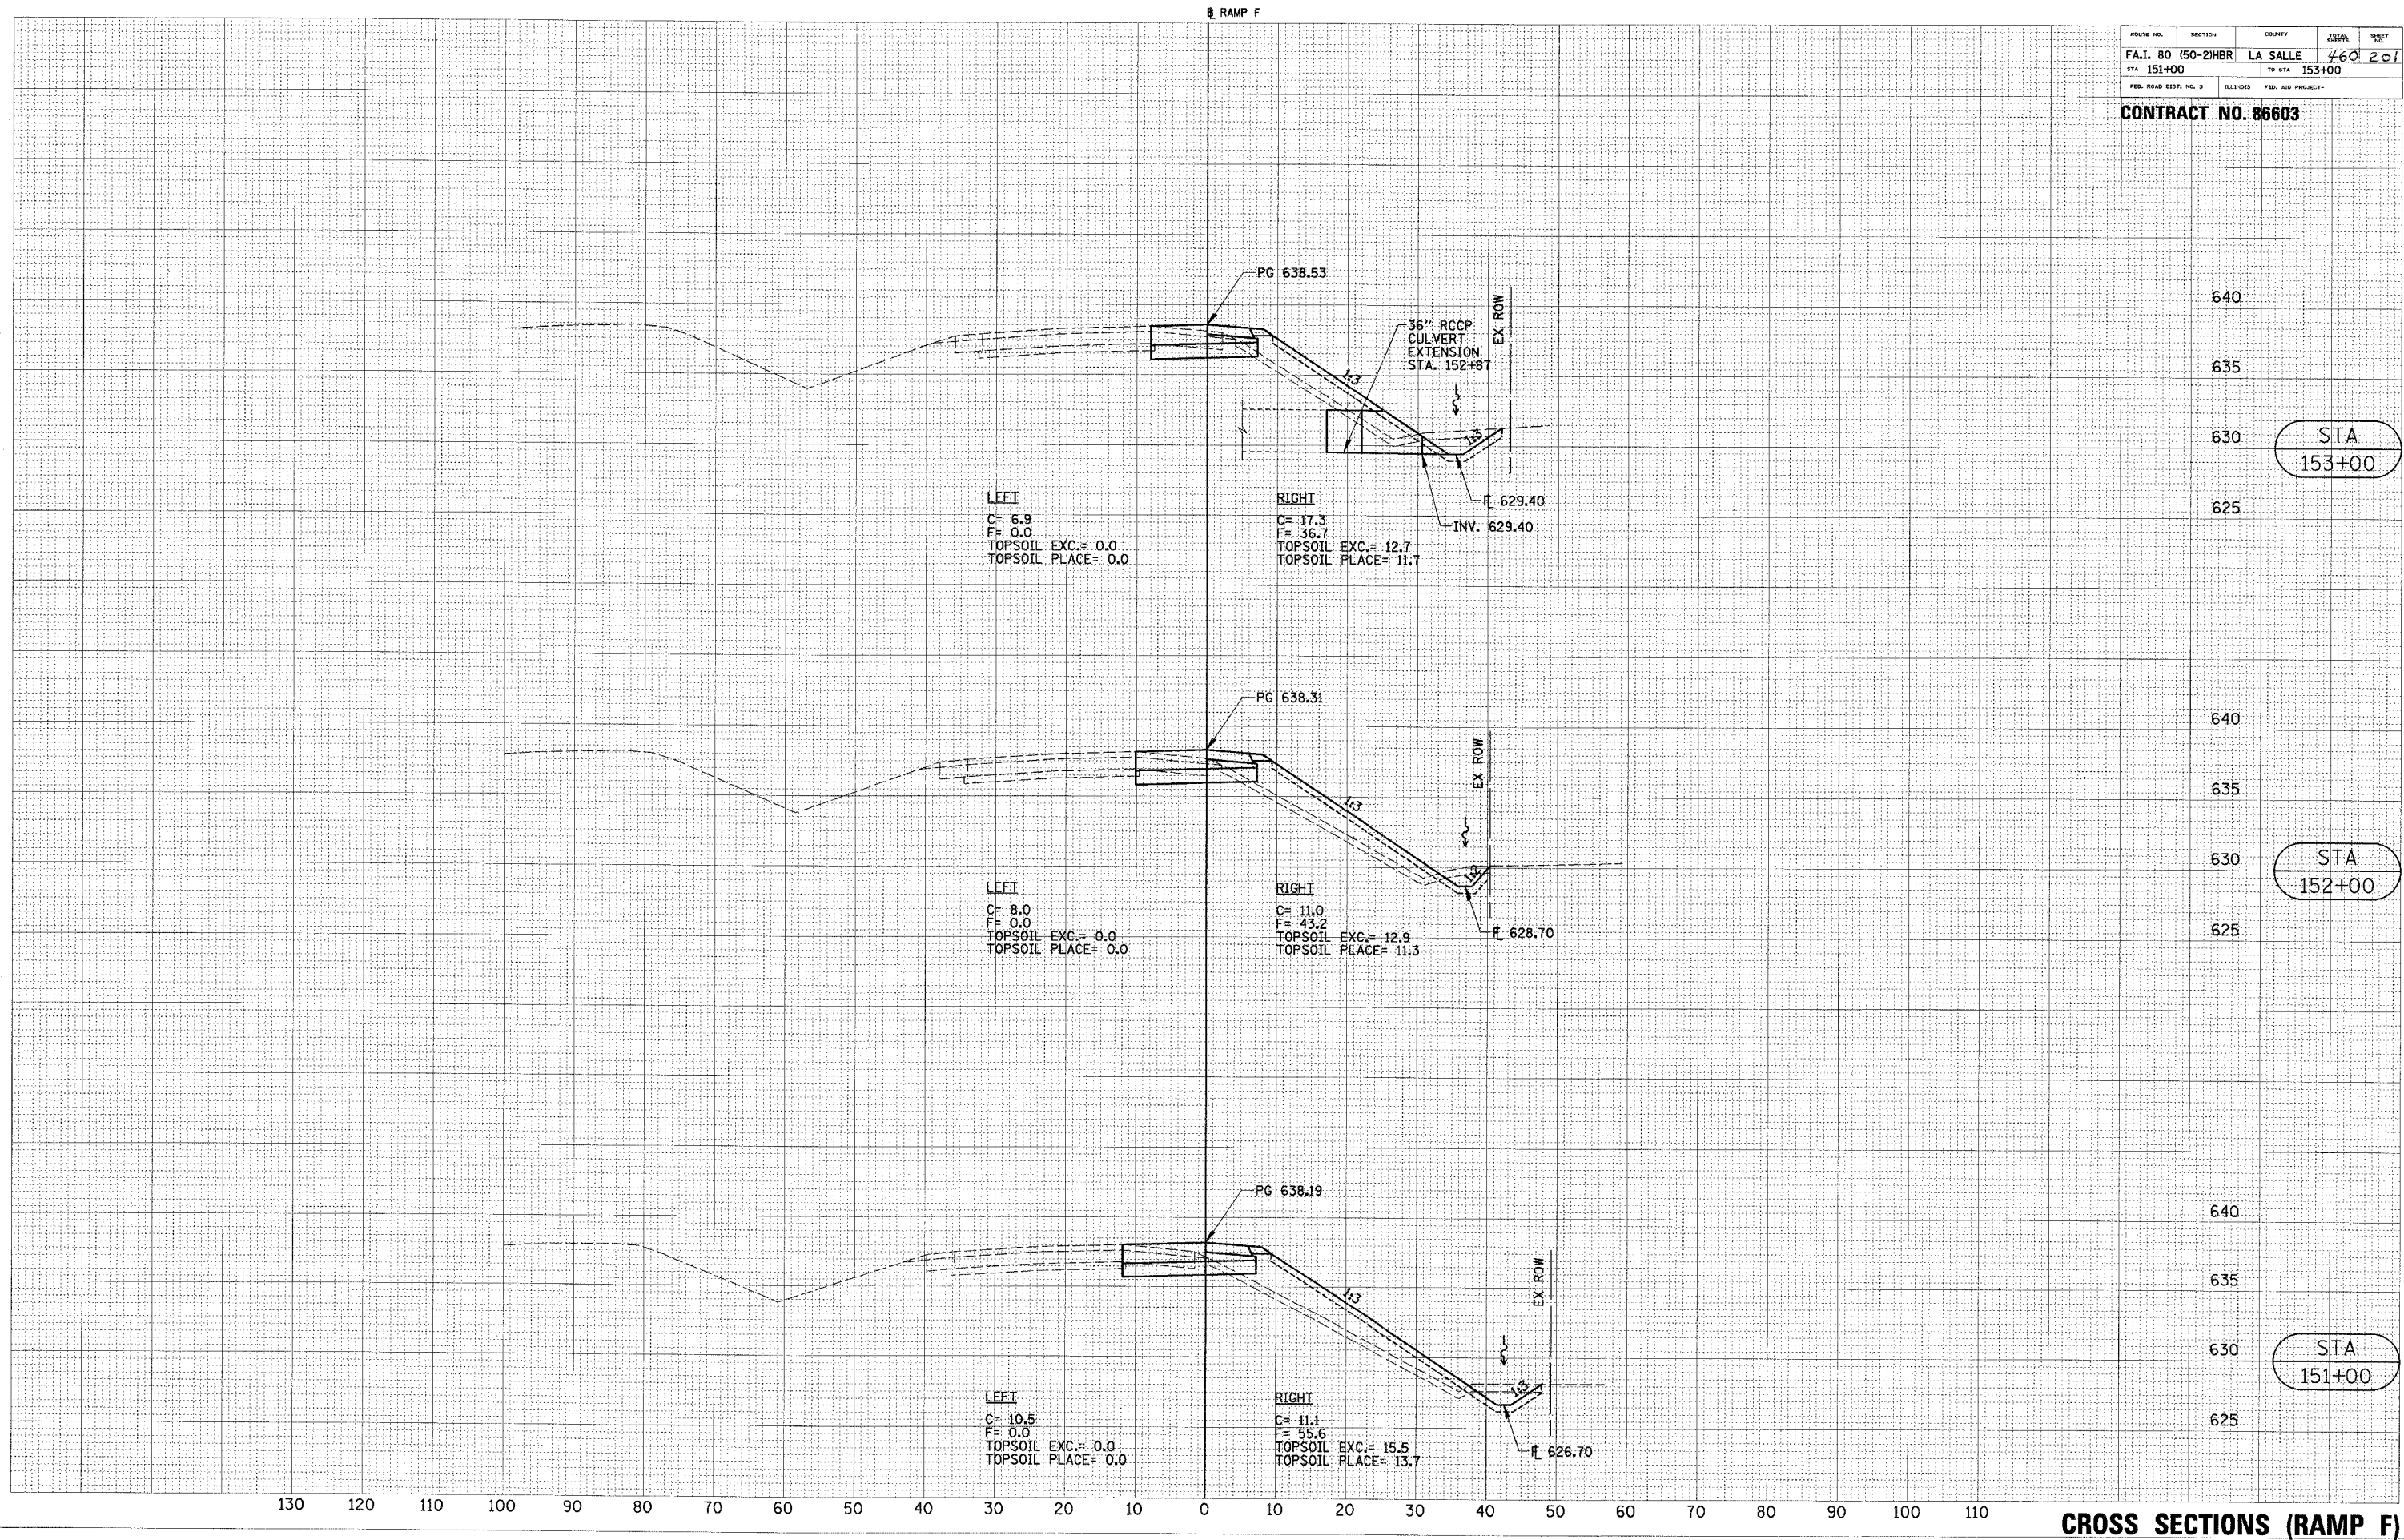 ℄ RAMP F
ROUTE NO. SECTION COUNTY TOTAL SHEETS SHEET NO.
F.A.I. 80 (50-2)HBR LA SALLE 460 201
STA 151+00 TO STA 153+00
FED. ROAD DIST. NO. 3 ILLINOIS FED. AID PROJECT-
CONTRACT NO. 86603
PG 638.53
EX ROW
36" RCCP
CULVERT
EXTENSION
STA. 152+87
1:3
1:3
℄ 629.40
INV. 629.40
LEFT
C= 6.9
F= 0.0
TOPSOIL EXC.= 0.0
TOPSOIL PLACE= 0.0
RIGHT
C= 17.3
F= 36.7
TOPSOIL EXC.= 12.7
TOPSOIL PLACE= 11.7
640
635
630
625
STA
153+00
PG 638.31
EX ROW
1:3
℄ 628.70
LEFT
C= 8.0
F= 0.0
TOPSOIL EXC.= 0.0
TOPSOIL PLACE= 0.0
RIGHT
C= 11.0
F= 43.2
TOPSOIL EXC.= 12.9
TOPSOIL PLACE= 11.3
640
635
630
625
STA
152+00
PG 638.19
EX ROW
1:3
1:3
℄ 626.70
LEFT
C= 10.5
F= 0.0
TOPSOIL EXC.= 0.0
TOPSOIL PLACE= 0.0
RIGHT
C= 11.1
F= 55.6
TOPSOIL EXC.= 15.5
TOPSOIL PLACE= 13.7
640
635
630
625
STA
151+00
130 120 110 100 90 80 70 60 50 40 30 20 10 0 10 20 30 40 50 60 70 80 90 100 110
CROSS SECTIONS (RAMP F)